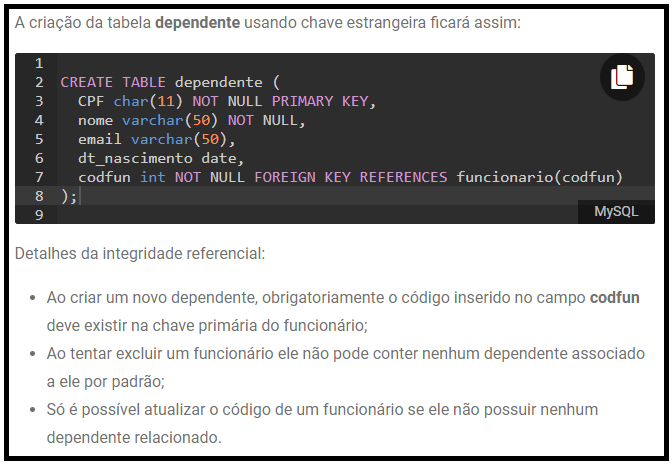 A criação da tabela dependente usando chave estrangeira ficará assim:
1
2 CREATE TABLE dependente (
3 CPF char(11) NOT NULL PRIMARY KEY,
4 nome varchar(50) NOT NULL,
5 email varchar(50),
6 dt_nascimento date,
7 codfun int NOT NULL FOREIGN KEY REFERENCES funcionario(codfun)
8 );
9
MySQL
Detalhes da integridade referencial:
• Ao criar um novo dependente, obrigatoriamente o código inserido no campo codfun
deve existir na chave primária do funcionário;
• Ao tentar excluir um funcionário ele não pode conter nenhum dependente associado
a ele por padrão;
• Só é possível atualizar o código de um funcionário se ele não possuir nenhum
dependente relacionado.